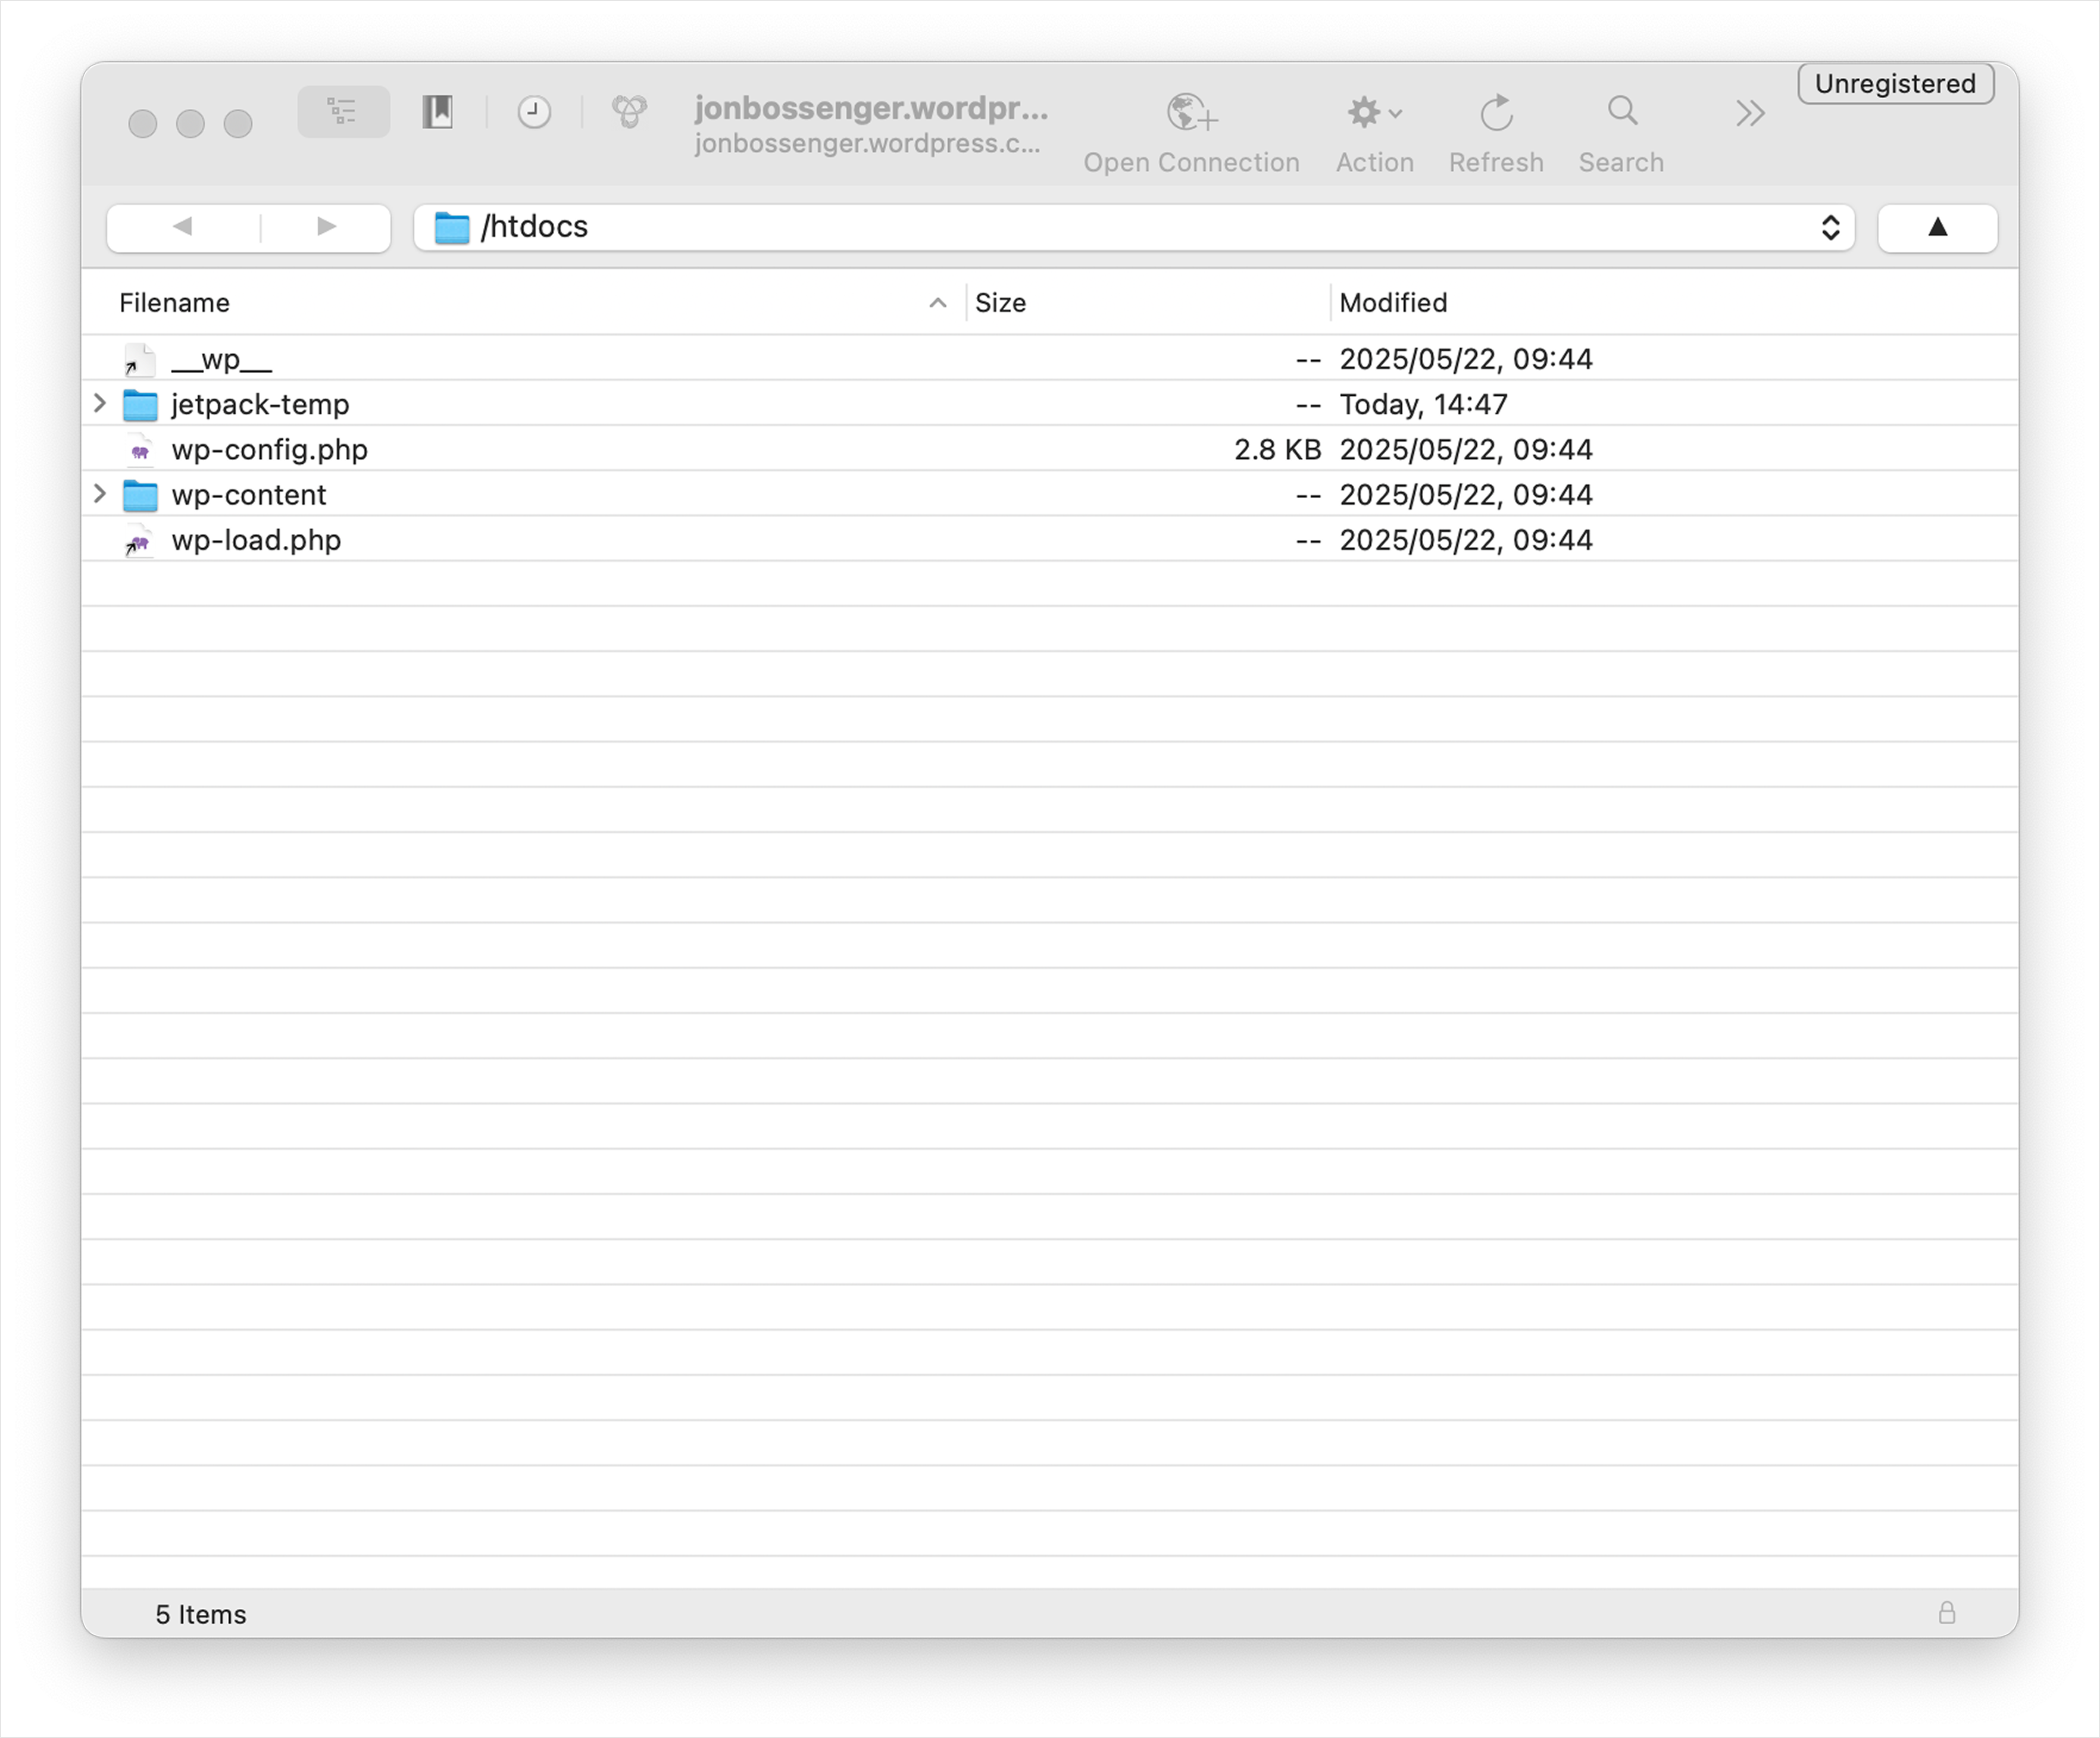 Unregistered
jonbossenger.wordpr...
jonbossenger.wordpress.c...
Open Connection Action Refresh Search
/htdocs
Filename Size Modified
__wp__ -- 2025/05/22, 09:44
jetpack-temp -- Today, 14:47
wp-config.php 2.8 KB 2025/05/22, 09:44
wp-content -- 2025/05/22, 09:44
wp-load.php -- 2025/05/22, 09:44
5 Items